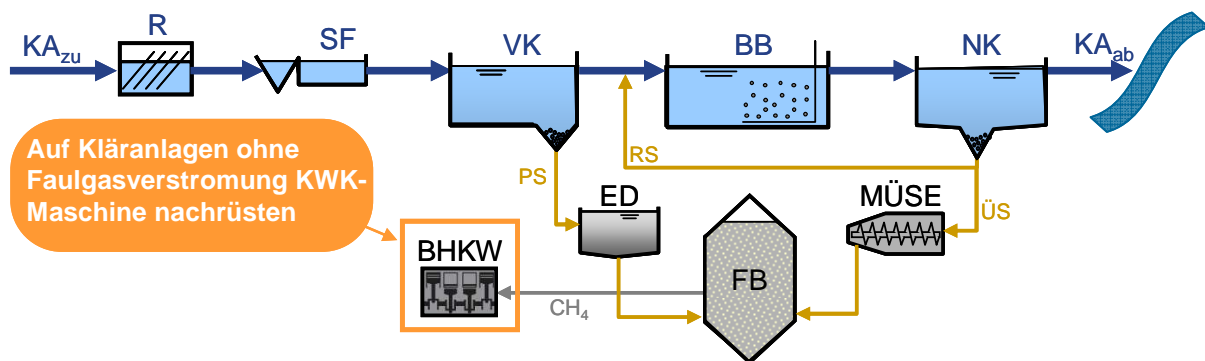 KAzu
R
SF
VK
BB
NK
KAab
Auf Kläranlagen ohne
Faulgasverstromung KWK-
Maschine nachrüsten
PS
RS
ÜS
ED
MÜSE
BHKW
FB
CH4